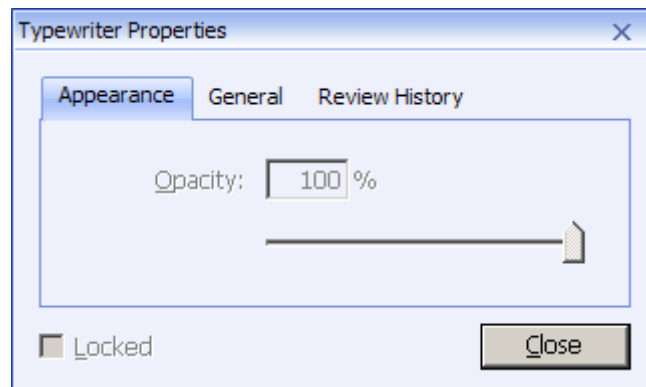 Typewriter Properties
Appearance General Review History
Opacity: 100 %
Locked Close